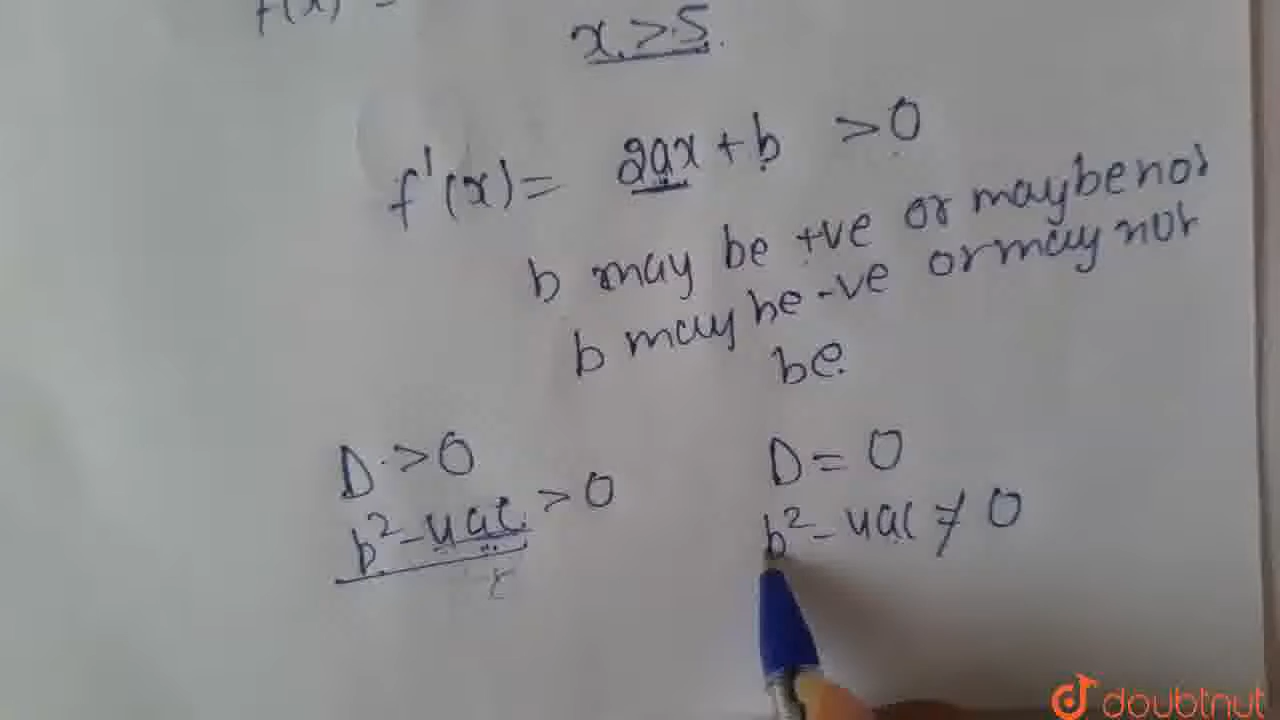 f(x) =
x > 5.
f'(x) = 2ax + b > 0
b may be +ve or maybe not
b may be -ve or may not
be.
D > 0
b² - 4ac > 0
D = 0
b² - 4ac ≠ 0
doubtnut